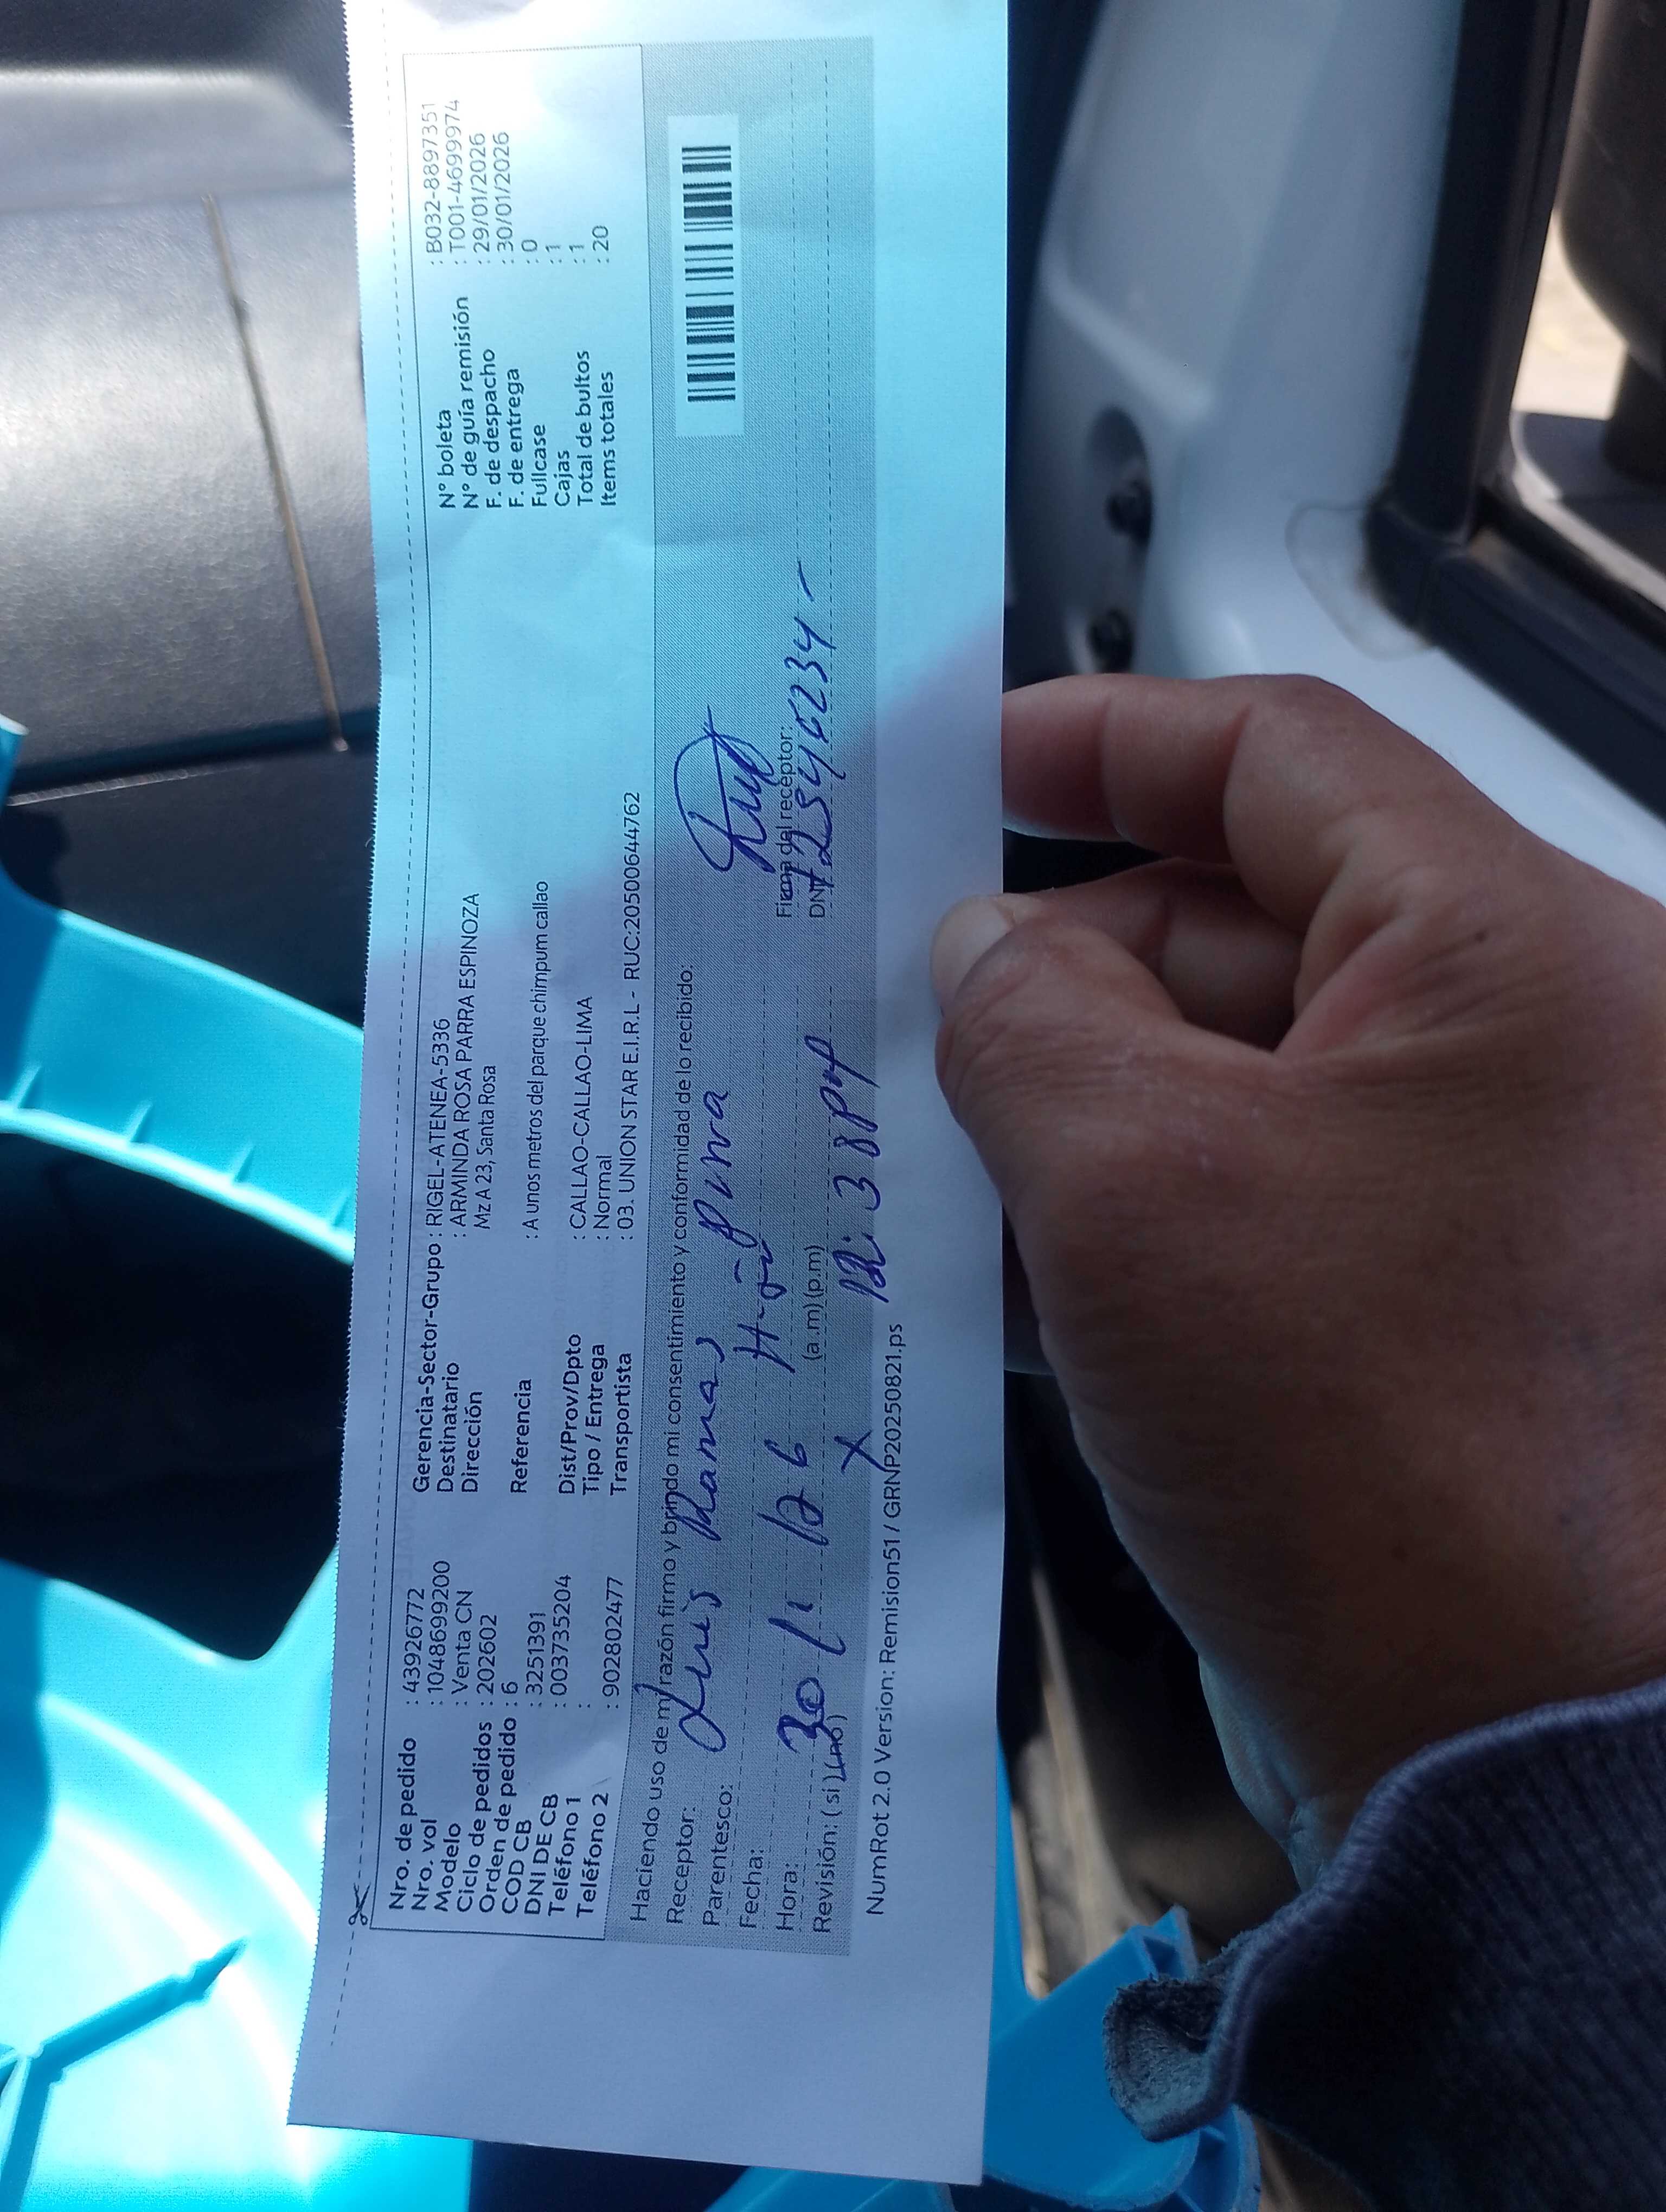 Nro. de pedido : 43926772
Nro. vol : 1048699200
Modelo : Venta CN
Ciclo de pedidos : 202602
Orden de pedido : 6
COD CB : 3251391
DNI DE CB : 003735204
Teléfono 1 :
Teléfono 2 : 902802477
Gerencia-Sector-Grupo : RIGEL-ATENEA-5336
Destinatario : ARMINDA ROSA PARRA ESPINOZA
Dirección Mz A 23, Santa Rosa
Referencia : A unos metros del parque chimpum callao
Dist/Prov/Dpto : CALLAO-CALLAO-LIMA
Tipo / Entrega : Normal
Transportista : 03. UNION STAR E.I.R.L - RUC:20500644762
N° boleta : B032-8897351
N° de guía remisión : T001-4699974
F. de despacho : 29/01/2026
F. de entrega : 30/01/2026
Fullcase : 0
Cajas : 1
Total de bultos : 1
Items totales : 20
Haciendo uso de mi razón firmo y brindo mi consentimiento y conformidad de lo recibido:
Receptor: Luis Ramas
Parentesco:
Fecha: 30/1/26
Hora: (a.m) (p.m) 12:38 pm
Revisión: ( si ) (no) X
Firma del receptor:
DNI:
NumRot 2.0 Version: Remision51 / GRNP20250821.ps